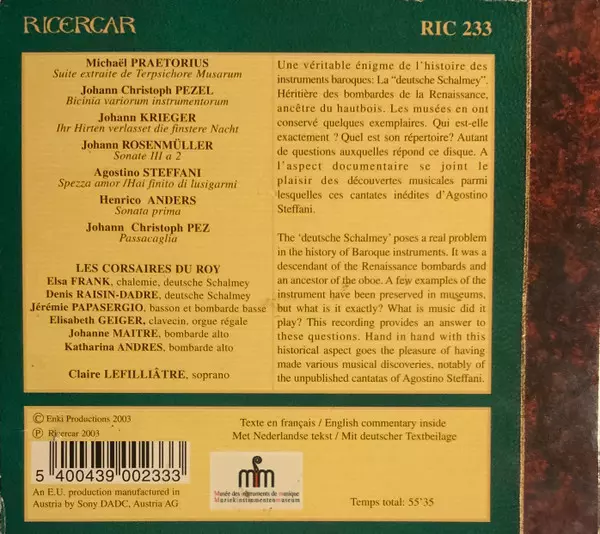 RICERCAR
RIC 233
Michaël PRAETORIUS
Suite extraite de Terpsichore Musarum
Johann Christoph PEZEL
Bicinia variorum instrumentorum
Johann KRIEGER
Ihr Hirten verlasset die finstere Nacht
Johann ROSENMÜLLER
Sonate III a 2
Agostino STEFFANI
Spezza amor /Hai finito di lusigarmi
Henrico ANDERS
Sonata prima
Johann Christoph PEZ
Passacaglia
LES CORSAIRES DU ROY
Elsa FRANK, chalemie, deutsche Schalmey
Denis RAISIN-DADRE, deutsche Schalmey
Jérémie PAPASERGIO, basson et bombarde basse
Elisabeth GEIGER, clavecin, orgue régale
Johanne MAITRE, bombarde alto
Katharina ANDRES, bombarde alto
Claire LEFILLIÂTRE, soprano
Une véritable énigme de l'histoire des
instruments baroques: La "deutsche Schalmey".
Héritière des bombardes de la Renaissance,
ancêtre du hautbois. Les musées en ont
conservé quelques exemplaires. Qui est-elle
exactement ? Quel est son répertoire? Autant
de questions auxquelles répond ce disque. A
l'aspect documentaire se joint le
plaisir des découvertes musicales parmi
lesquelles ces cantates inédites d'Agostino
Steffani.
The 'deutsche Schalmey' poses a real problem
in the history of Baroque instruments. It was a
descendant of the Renaissance bombards and
an ancestor of the oboe. A few examples of the
instrument have been preserved in museums,
but what is it exactly? What is music did it
play? This recording provides an answer to
these questions. Hand in hand with this
historical aspect goes the pleasure of having
made various musical discoveries, notably of
the unpublished cantatas of Agostino Steffani.
© Enki Productions 2003
℗ Ricercar 2003
5 400439 002333
An E.U. production manufactured in
Austria by Sony DADC, Austria AG
Texte en français / English commentary inside
Met Nederlandse tekst / Mit deutscher Textbeilage
mim
Musée des instruments de musique
Muziekinstrumentenmuseum
Temps total: 55'35